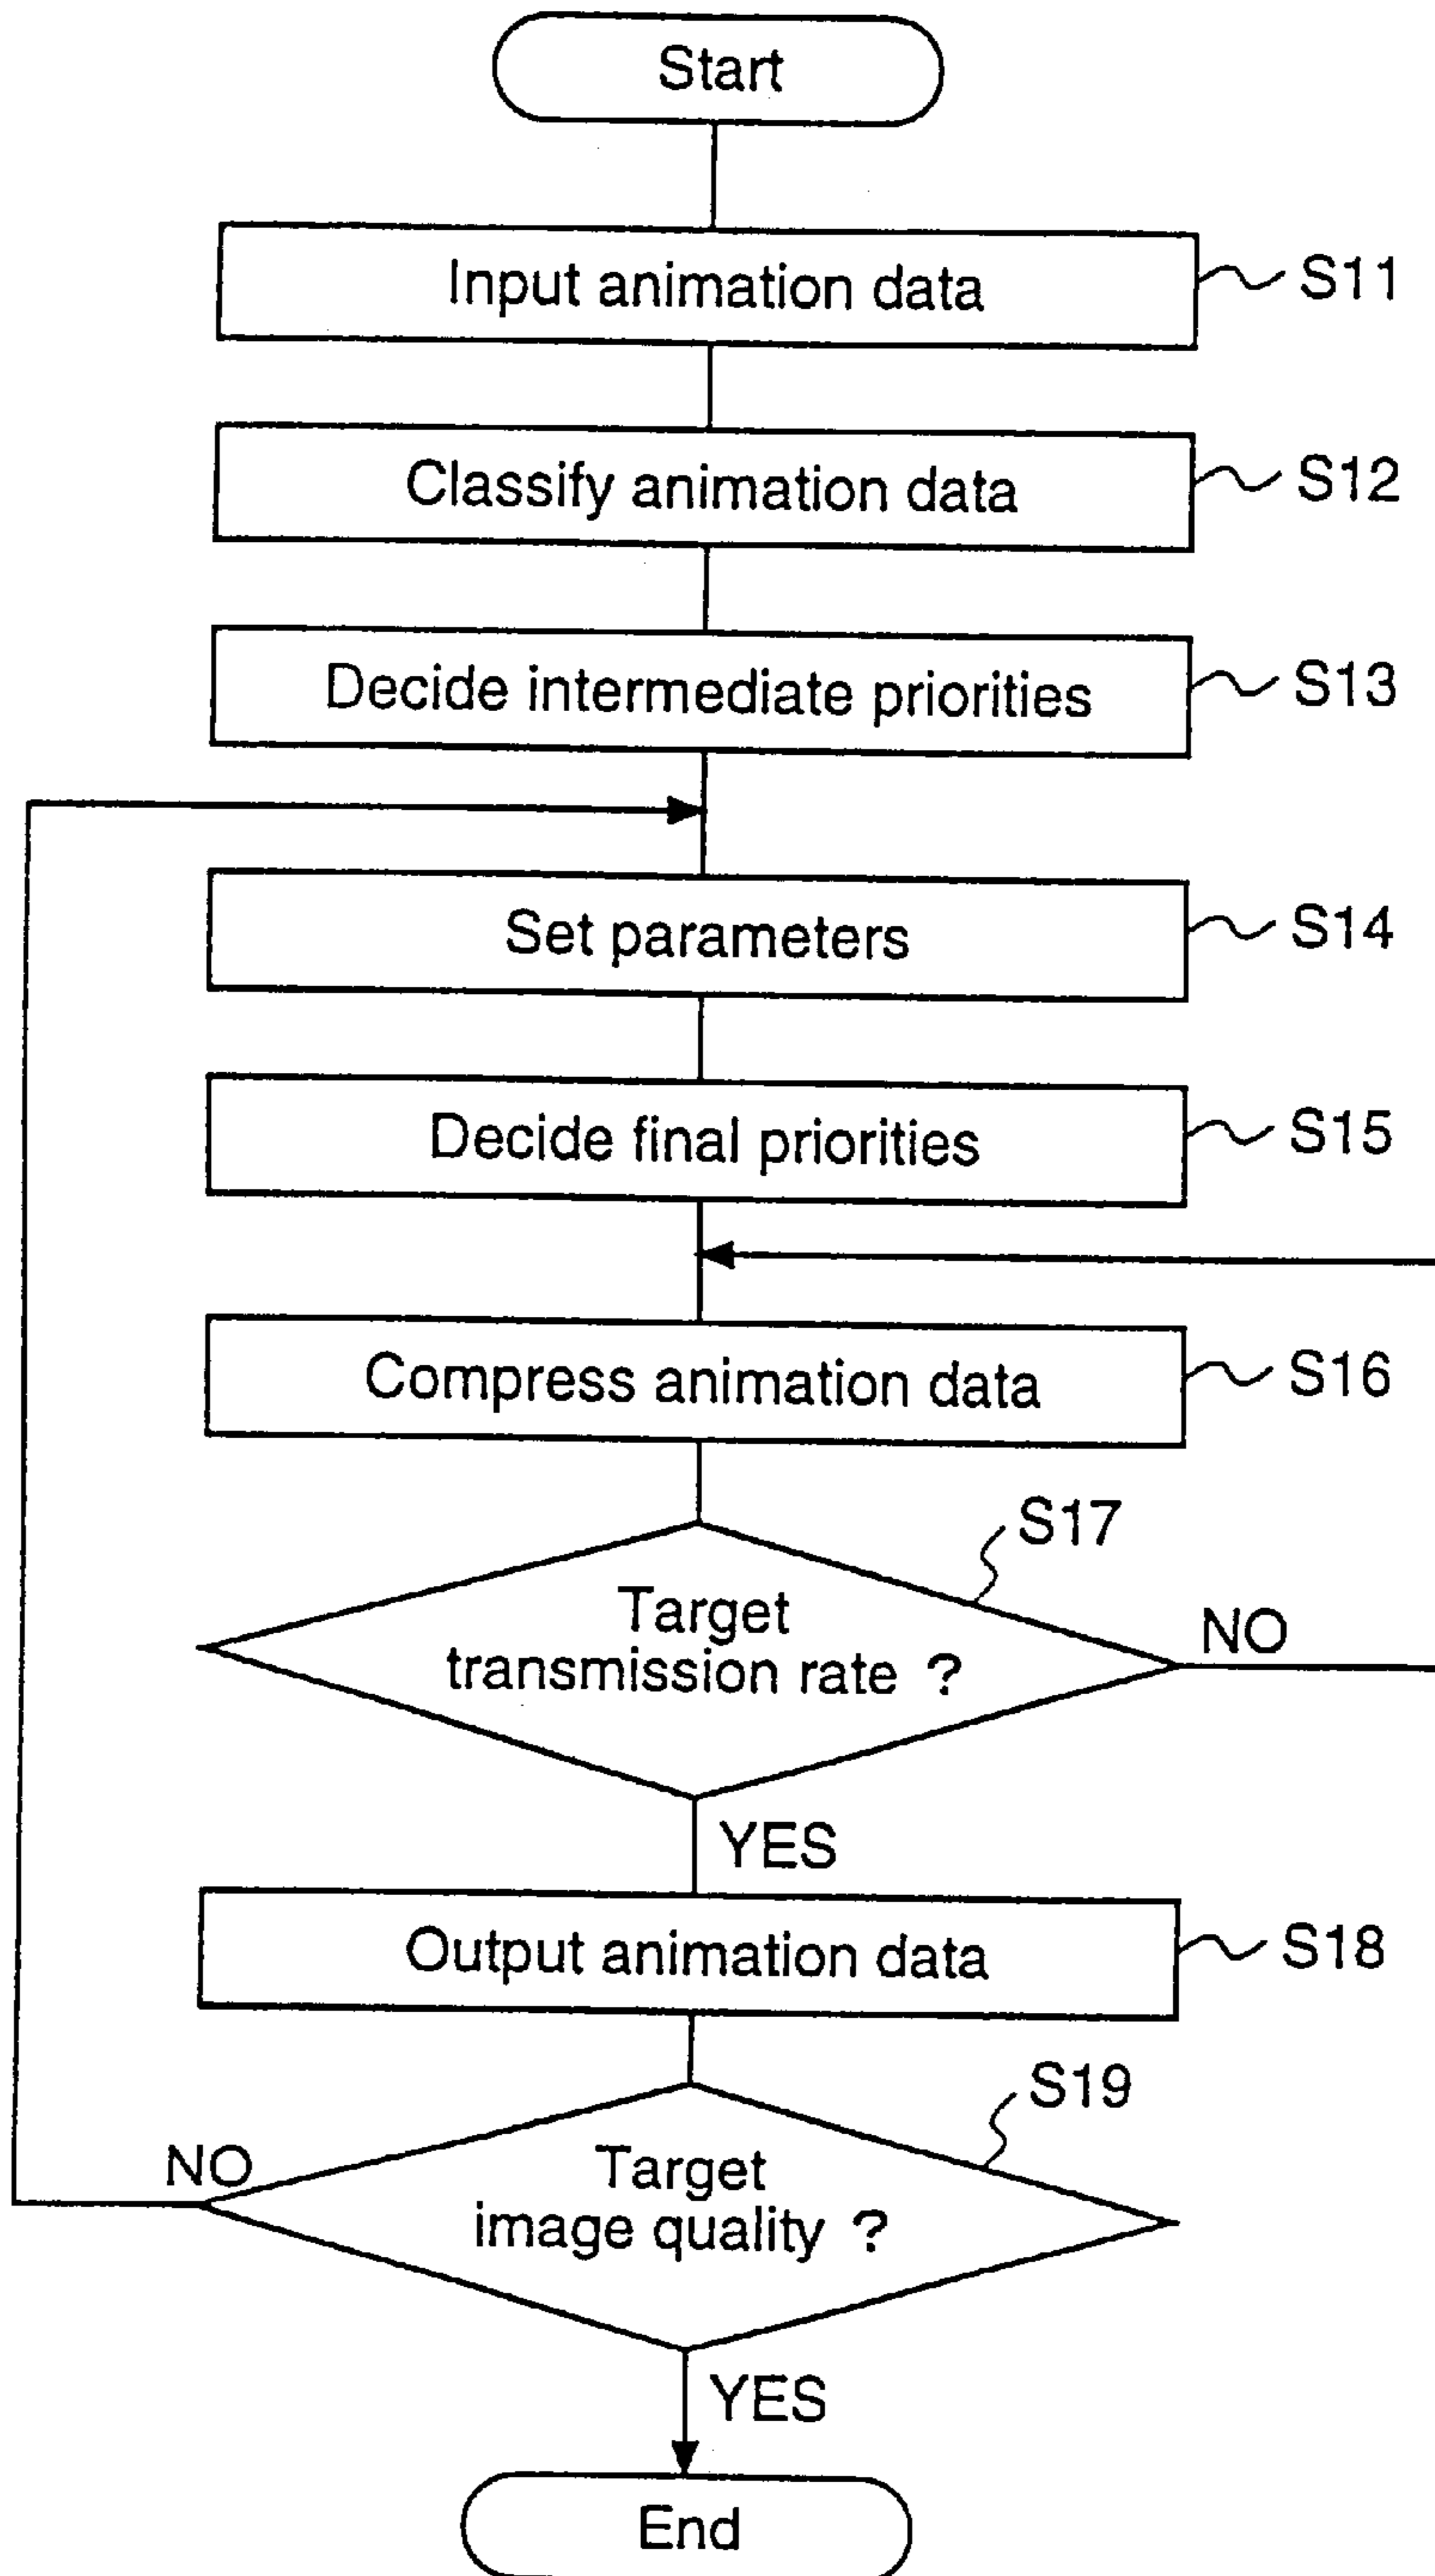 Start
Input animation data
S11
Classify animation data
S12
Decide intermediate priorities
S13
Set parameters
S14
Decide final priorities
S15
Compress animation data
S16
S17
Target
transmission rate ?
NO
YES
Output animation data
S18
S19
NO
Target
image quality ?
YES
End